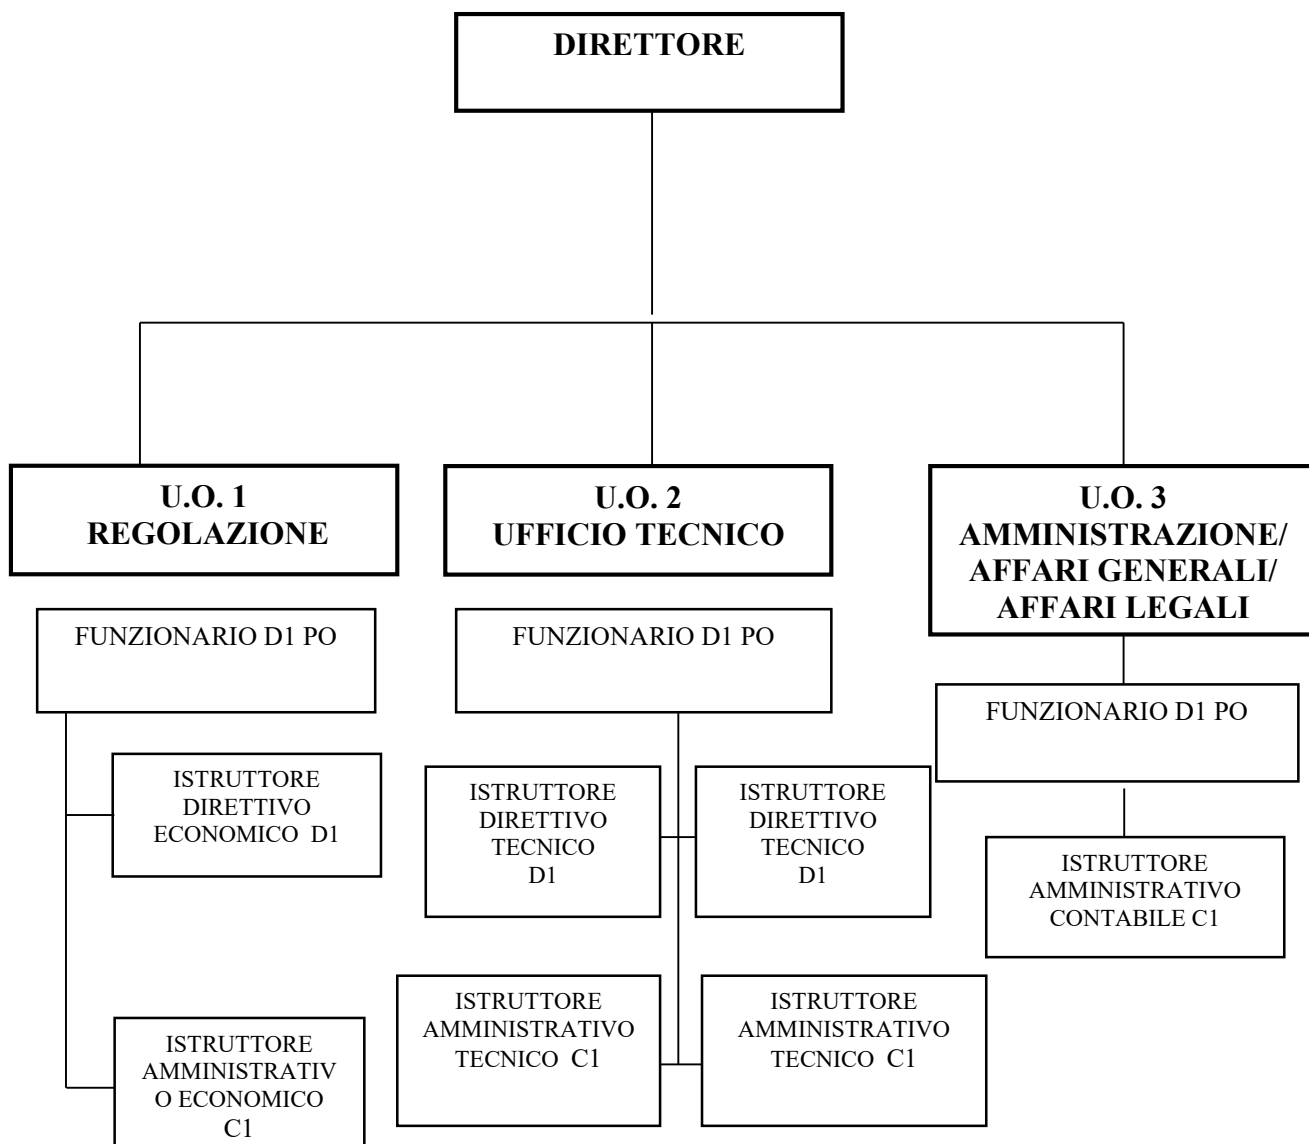 DIRETTORE
U.O. 1
REGOLAZIONE
U.O. 2
UFFICIO TECNICO
U.O. 3
AMMINISTRAZIONE/
AFFARI GENERALI/
AFFARI LEGALI
FUNZIONARIO D1 PO
FUNZIONARIO D1 PO
FUNZIONARIO D1 PO
ISTRUTTORE
DIRETTIVO
ECONOMICO D1
ISTRUTTORE
DIRETTIVO
TECNICO
D1
ISTRUTTORE
DIRETTIVO
TECNICO
D1
ISTRUTTORE
AMMINISTRATIVO
CONTABILE C1
ISTRUTTORE
AMMINISTRATIV
O ECONOMICO
C1
ISTRUTTORE
AMMINISTRATIVO
TECNICO C1
ISTRUTTORE
AMMINISTRATIVO
TECNICO C1